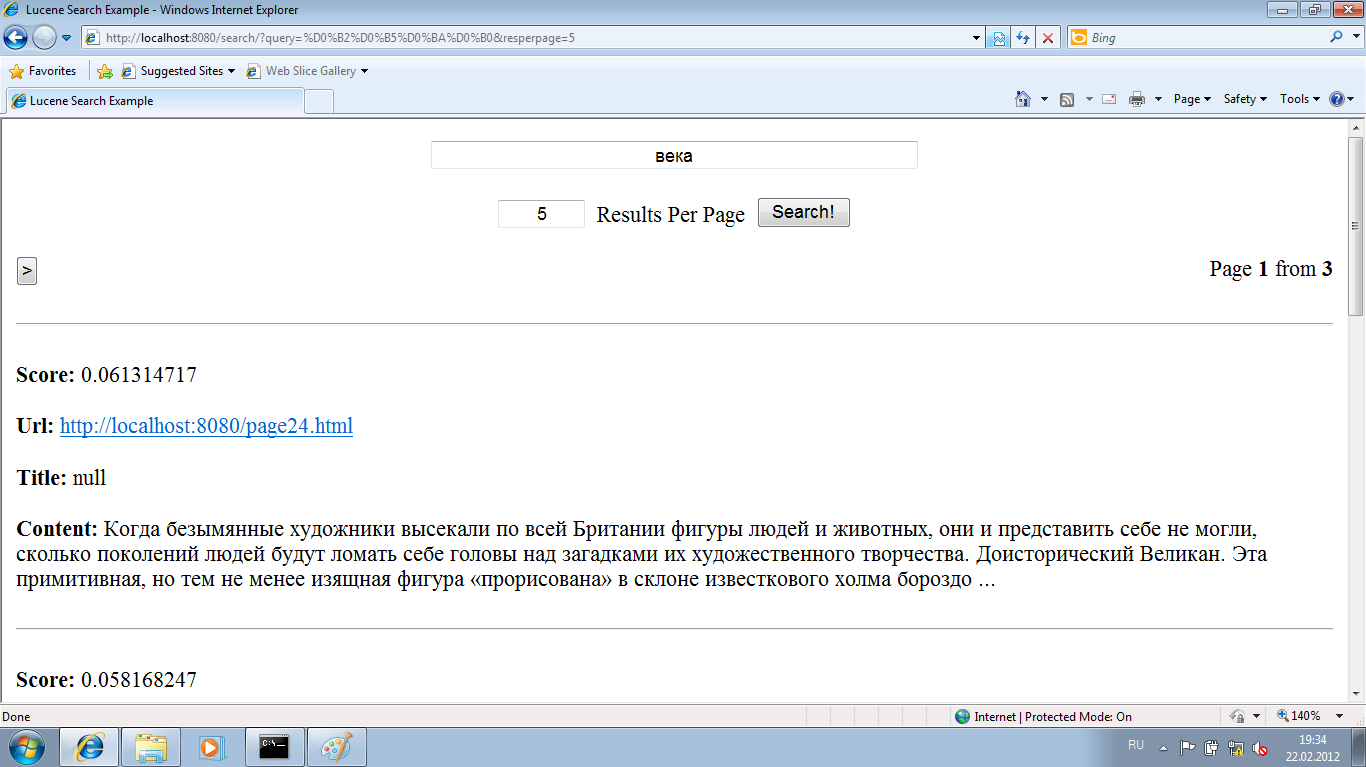 Lucene Search Example - Windows Internet Explorer
http://localhost:8080/search/?query=%D0%B2%D0%B5%D0%BA%D0%B0&resperpage=5
Bing
Favorites
Suggested Sites
Web Slice Gallery
Lucene Search Example
Page
Safety
Tools
века
5 Results Per Page Search!
> Page 1 from 3
Score: 0.061314717
Url: http://localhost:8080/page24.html
Title: null
Content: Когда безымянные художники высекали по всей Британии фигуры людей и животных, они и представить себе не могли,
сколько поколений людей будут ломать себе головы над загадками их художественного творчества. Доисторический Великан. Эта
примитивная, но тем не менее изящная фигура «прорисована» в склоне известкового холма бороздо ...
Score: 0.058168247
Done
Internet | Protected Mode: On
140%
C:\
RU
19:34
22.02.2012